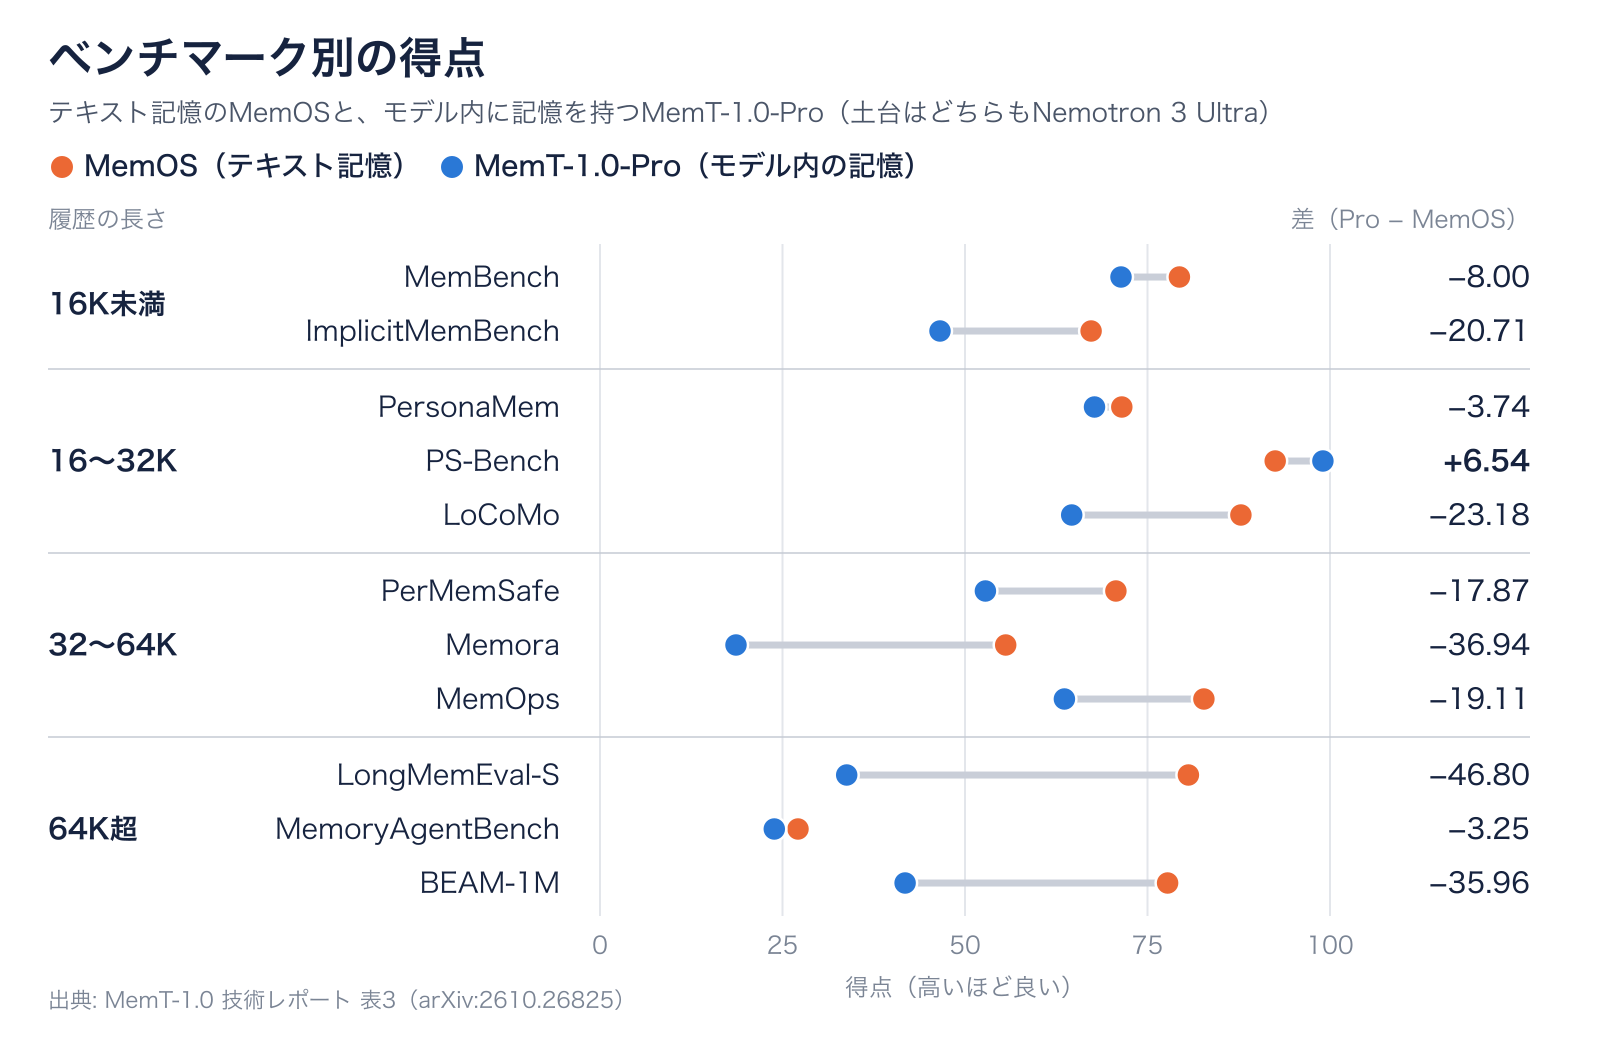 ベンチマーク別の得点
テキスト記憶のMemOSと、モデル内に記憶を持つMemT-1.0-Pro（土台はどちらもNemotron 3 Ultra）
MemOS（テキスト記憶） MemT-1.0-Pro（モデル内の記憶）
履歴の長さ 差（Pro − MemOS）
16K未満
MemBench −8.00
ImplicitMemBench −20.71
16〜32K
PersonaMem −3.74
PS-Bench +6.54
LoCoMo −23.18
32〜64K
PerMemSafe −17.87
Memora −36.94
MemOps −19.11
64K超
LongMemEval-S −46.80
MemoryAgentBench −3.25
BEAM-1M −35.96
0 25 50 75 100
得点（高いほど良い）
出典: MemT-1.0 技術レポート 表3（arXiv:2610.26825）